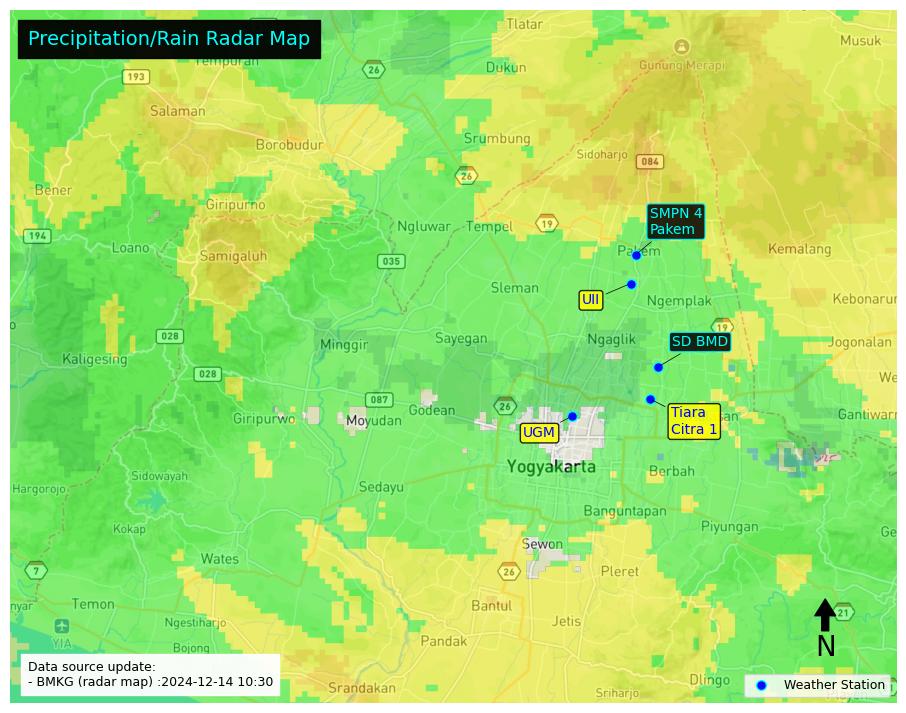 Precipitation/Rain Radar Map
Tlatar
Musuk
26
Dukun
Gunung Merapi
193
Salaman
Srumbung
Borobudur
Sidoharjo
084
26
Bener
Giripurno
SMPN 4
Pakem
19
Ngluwar
Tempel
194
Loano
Pakem
Kemalang
Samigaluh
035
Sleman
UII
Ngemplak
Kebonarum
19
028
Minggir
Sayegan
Ngaglik
SD BMD
Jogonalan
Kaligesing
028
087
26
Godean
Tiara
Citra 1
Gantiwarn
Giripurwo
Moyudan
UGM
Yogyakarta
Berbah
Sidowayah
Sedayu
Hargorojo
Banguntapan
Kokap
Piyungan
Sewon
Wates
7
26
Pleret
Temon
Bantul
21
Ngestiharjo
Jetis
YIA
Pandak
N
Bojong
Data source update:
- BMKG (radar map) :2024-12-14 10:30
Srandakan
Dlingo
Sriharjo
Weather Station